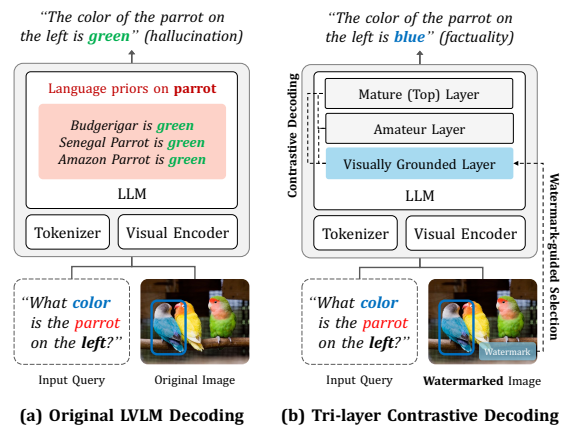 “The color of the parrot on
the left is green” (hallucination)
Language priors on parrot
Budgerigar is green
Senegal Parrot is green
Amazon Parrot is green
LLM
Tokenizer
Visual Encoder
“What color
is the parrot
on the left?”
Input Query
Original Image
(a) Original LVLM Decoding
“The color of the parrot on
the left is blue” (factuality)
Contrastive Decoding
Mature (Top) Layer
Amateur Layer
Visually Grounded Layer
LLM
Tokenizer
Visual Encoder
Watermark-guided Selection
“What color
is the parrot
on the left?”
Watermark
Input Query
Watermarked Image
(b) Tri-layer Contrastive Decoding